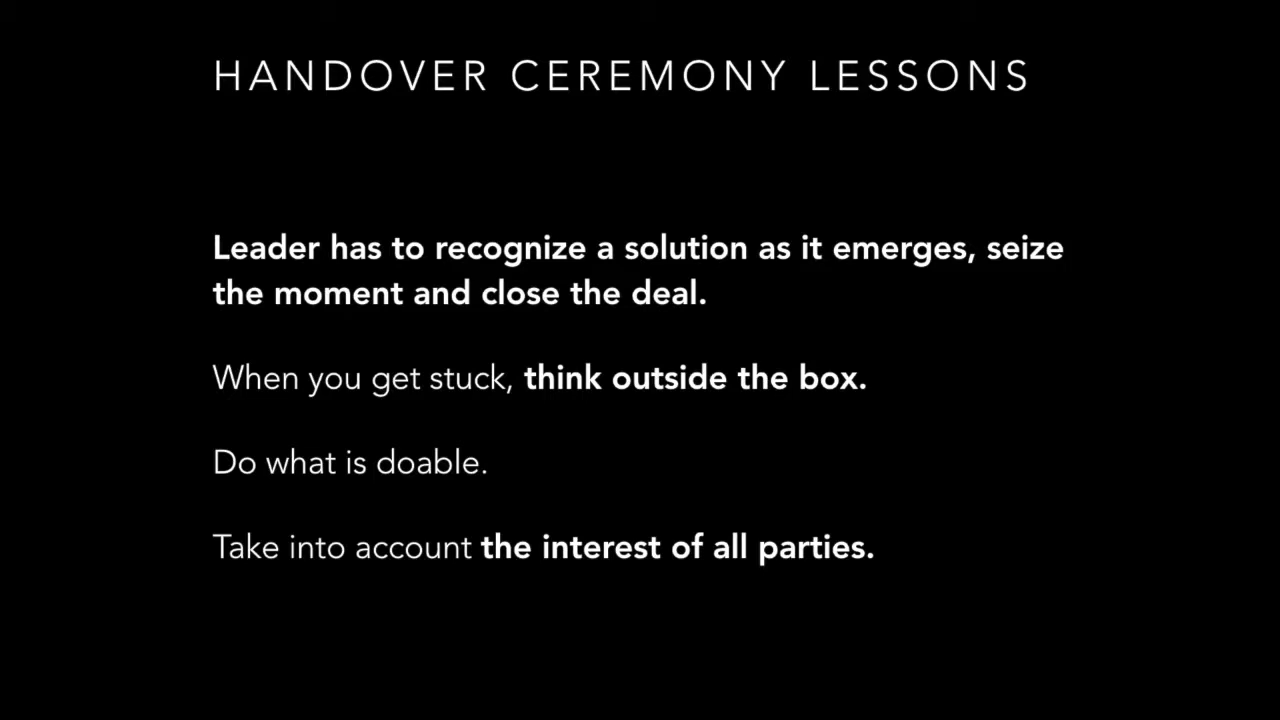 HANDOVER CEREMONY LESSONS
Leader has to recognize a solution as it emerges, seize
the moment and close the deal.
When you get stuck, think outside the box.
Do what is doable.
Take into account the interest of all parties.